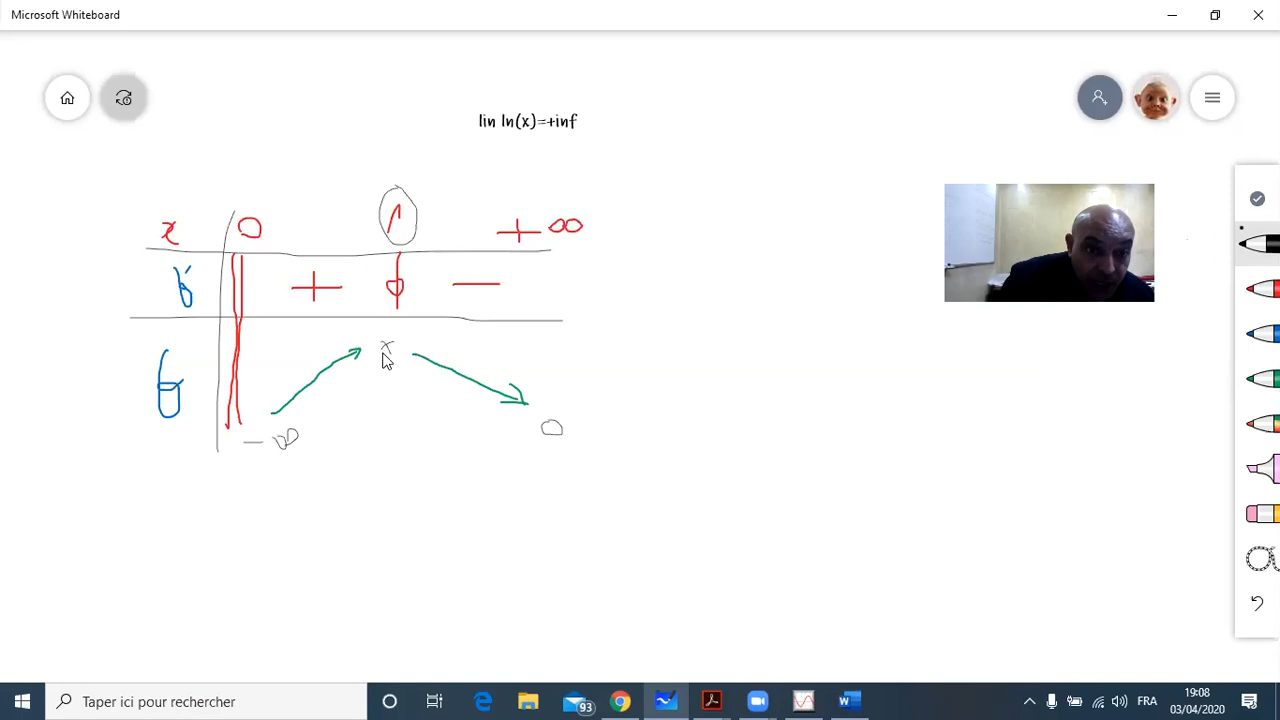 Microsoft Whiteboard
lin ln(x)=+inf
x 0 1 +∞
f' + 0 −
f
x
−∞
0
93
Taper ici pour rechercher
FRA
19:08
03/04/2020